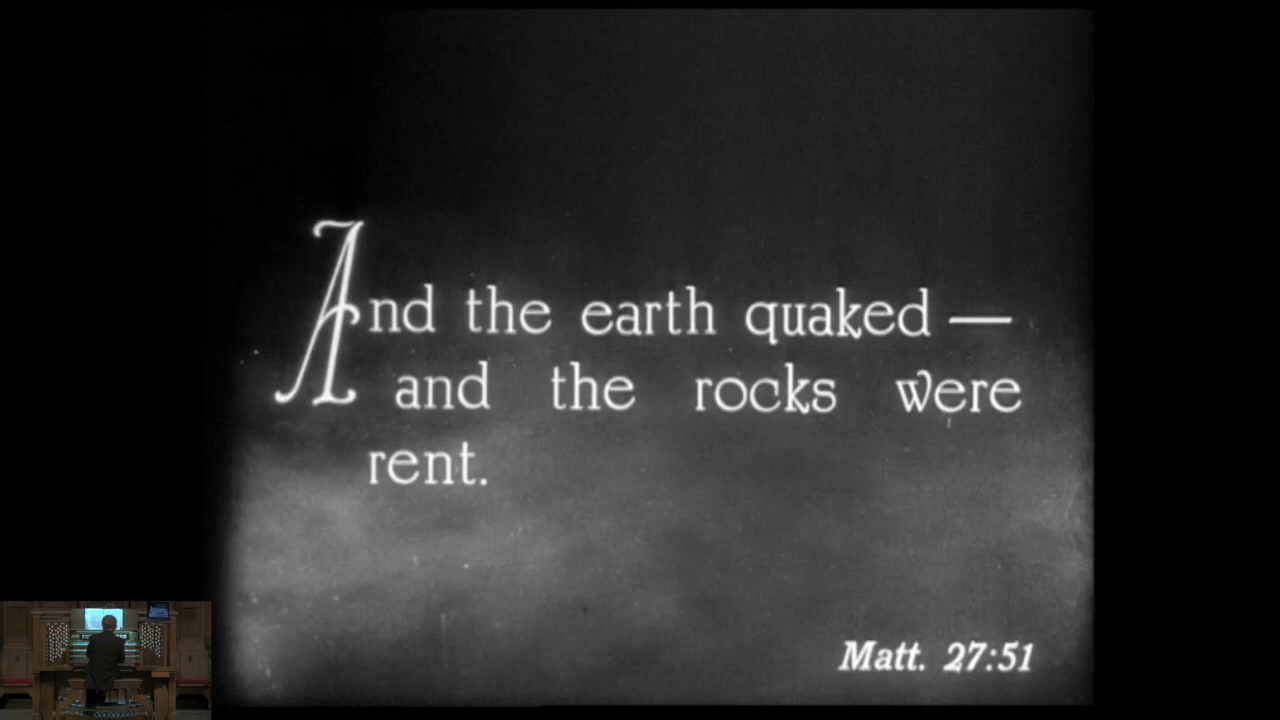 And the earth quaked —
and the rocks were
rent.
Matt. 27:51